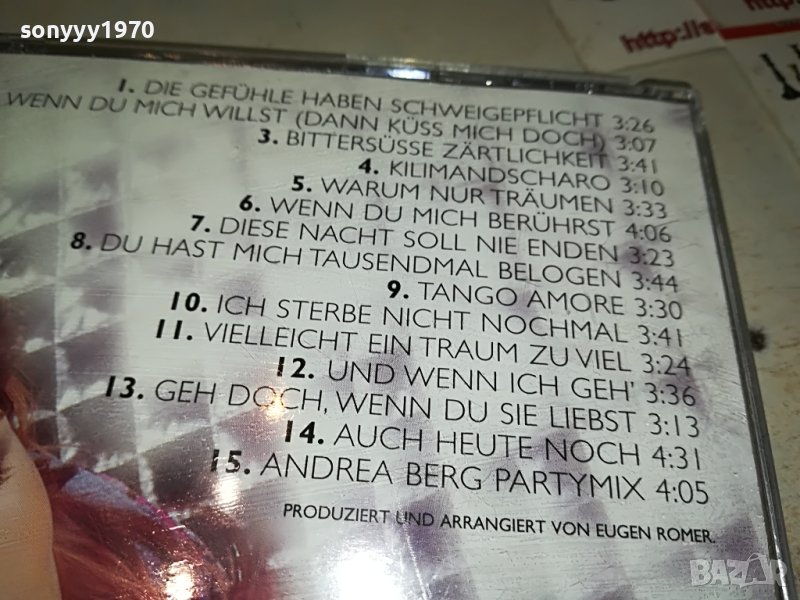 sonyyy1970
http://s
http:
1. DIE GEFÜHLE HABEN SCHWEIGEPFLICHT 3:26
WENN DU MICH WILLST (DANN KÜSS MICH DOCH) 3:07
3. BITTERSÜSSE ZÄRTLICHKEIT 3:41
4. KILIMANDSCHARO 3:10
5. WARUM NUR TRÄUMEN 3:33
6. WENN DU MICH BERÜHRST 4:06
7. DIESE NACHT SOLL NIE ENDEN 3:23
8. DU HAST MICH TAUSENDMAL BELOGEN 3:44
9. TANGO AMORE 3:30
10. ICH STERBE NICHT NOCHMAL 3:41
11. VIELLEICHT EIN TRAUM ZU VIEL 3:24
12. UND WENN ICH GEH' 3:36
13. GEH DOCH, WENN DU SIE LIEBST 3:13
14. AUCH HEUTE NOCH 4:31
15. ANDREA BERG PARTYMIX 4:05
PRODUZIERT UND ARRANGIERT VON EUGEN ROMER.
BAZAR